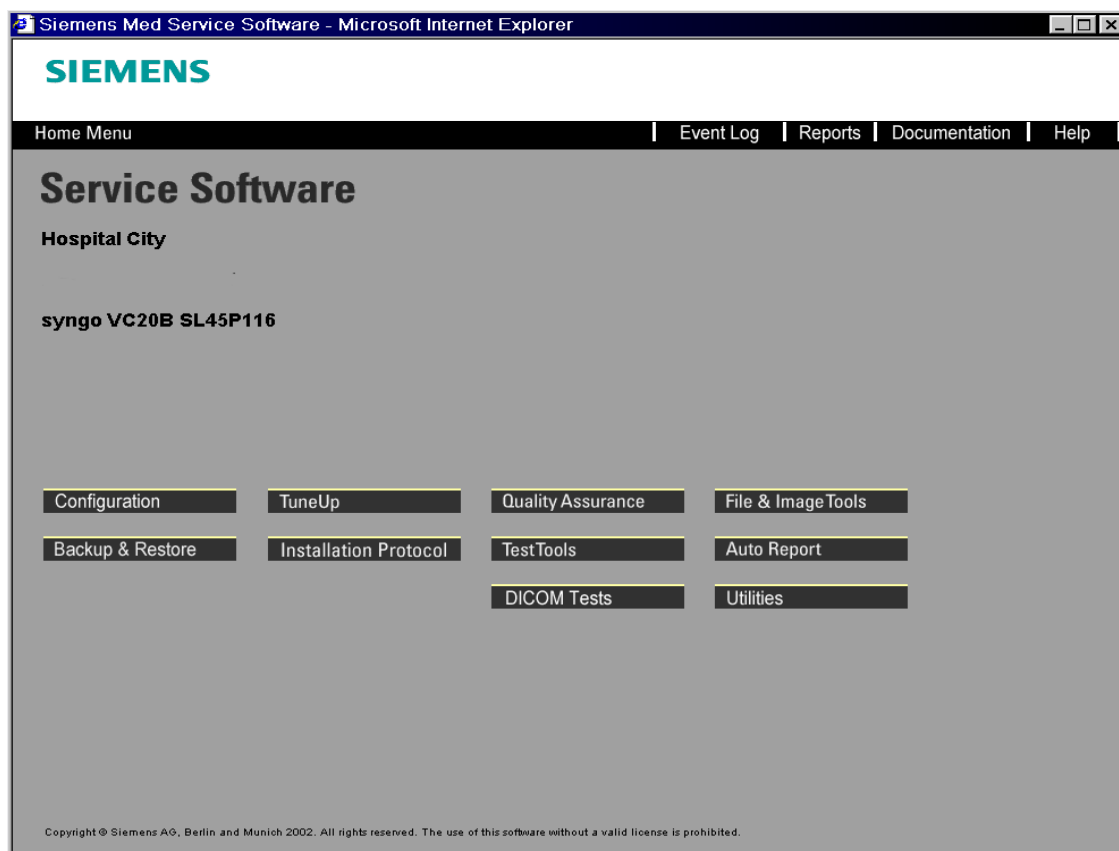 Siemens Med Service Software - Microsoft Internet Explorer
SIEMENS
Home Menu Event Log Reports Documentation Help
Service Software
Hospital City
syngo VC20B SL45P116
Configuration TuneUp Quality Assurance File & Image Tools
Backup & Restore Installation Protocol Test Tools Auto Report
DICOM Tests Utilities
Copyright © Siemens AG, Berlin and Munich 2002. All rights reserved. The use of this software without a valid license is prohibited.